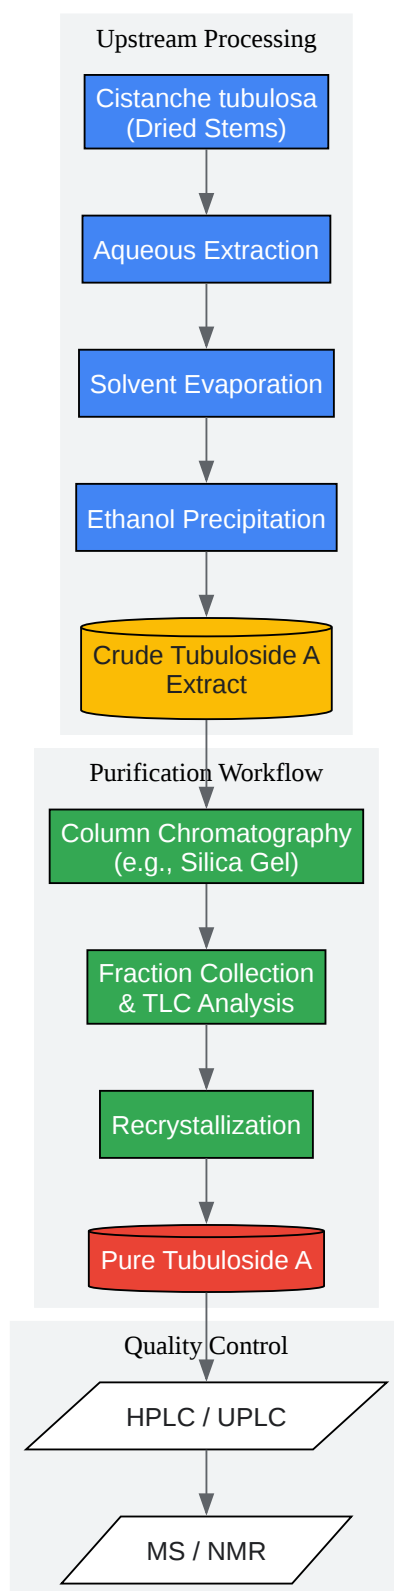 Upstream Processing
Cistanche tubulosa
(Dried Stems)
Aqueous Extraction
Solvent Evaporation
Ethanol Precipitation
Crude Tubuloside A
Extract
Purification Workflow
Column Chromatography
(e.g., Silica Gel)
Fraction Collection
& TLC Analysis
Recrystallization
Pure Tubuloside A
Quality Control
HPLC / UPLC
MS / NMR